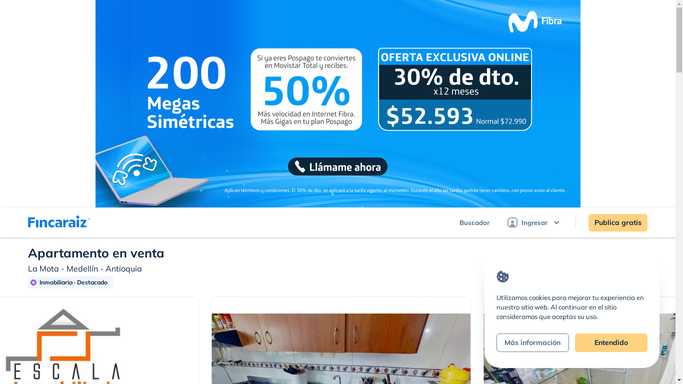 Fibra
200
Megas
Simétricas
Si ya eres Pospago te conviertes
en Movistar Total y recibes.
50%
Más velocidad en Internet Fibra.
Más Gigas en tu plan Pospago
OFERTA EXCLUSIVA ONLINE
30% de dto.
x12 meses
$52.593 Normal $72.990
Llámame ahora
Fincaraiz
Buscador
Ingresar
Publica gratis
Apartamento en venta
La Mota - Medellín - Antioquia
Inmobiliaria - Destacado
Utilizamos cookies para mejorar tu experiencia en
nuestro sitio web. Al continuar en el sitio
consideramos que aceptas su uso.
Más información
Entendido
ESCALA